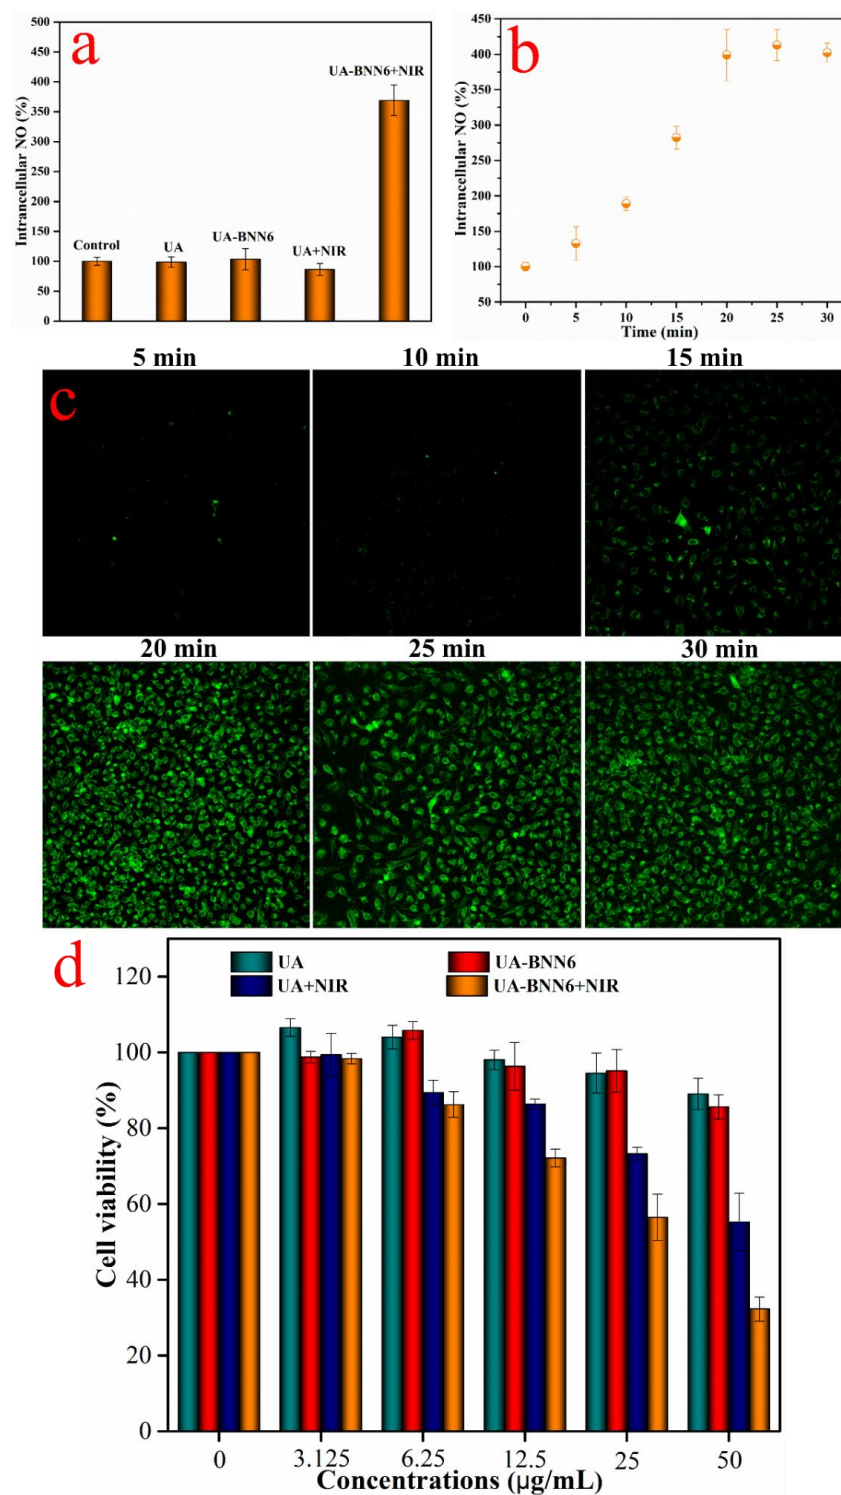 a
500
450
400
350
300
250
200
150
100
50
0
Intrancellular NO (%)
Control
UA
UA-BNN6
UA+NIR
UA-BNN6+NIR
b
450
400
350
300
250
200
150
100
50
Intrancellular NO (%)
0 5 10 15 20 25 30
Time (min)
5 min 10 min 15 min
c
20 min 25 min 30 min
d
UA UA-BNN6
UA+NIR UA-BNN6+NIR
120
100
80
60
40
20
0
Cell viability (%)
0 3.125 6.25 12.5 25 50
Concentrations (μg/mL)